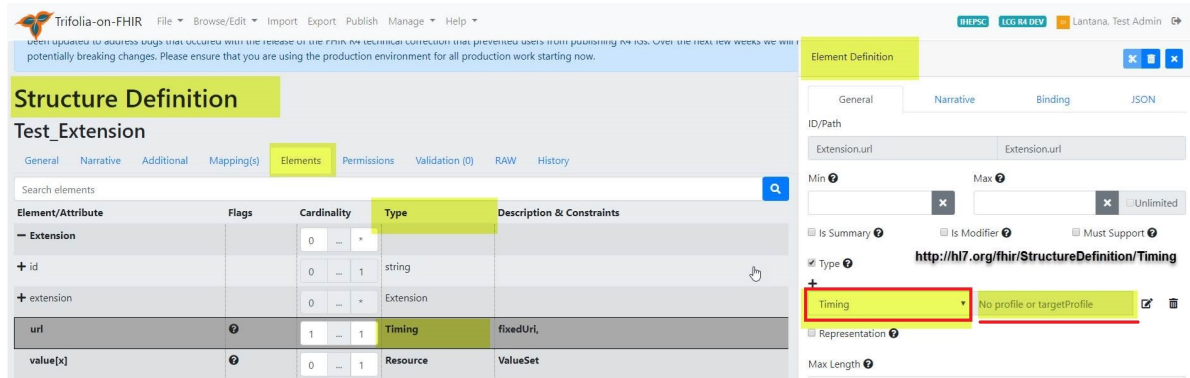 Trifolia-on-FHIR File Browse/Edit Import Export Publish Manage Help IHEPSC LCG R4 DEV Lantana, Test Admin
been updated to address bugs that occured with the release of the FHIR R4 technical correction that prevented users from publishing R4 IGs. Over the next few weeks we will
potentially breaking changes. Please ensure that you are using the production environment for all production work starting now.
Structure Definition
Test_Extension
General Narrative Additional Mapping(s) Elements Permissions Validation (0) RAW History
Search elements
Element/Attribute Flags Cardinality Type Description & Constraints
Extension 0 ... *
id 0 ... 1 string
extension 0 ... * Extension
url 1 ... 1 Timing fixedUri,
value[x] 0 ... 1 Resource ValueSet
Element Definition
General Narrative Binding JSON
ID/Path
Extension.url Extension.url
Min Max
Unlimited
Is Summary Is Modifier Must Support
Type http://hl7.org/fhir/StructureDefinition/Timing
Timing No profile or targetProfile
Representation
Max Length